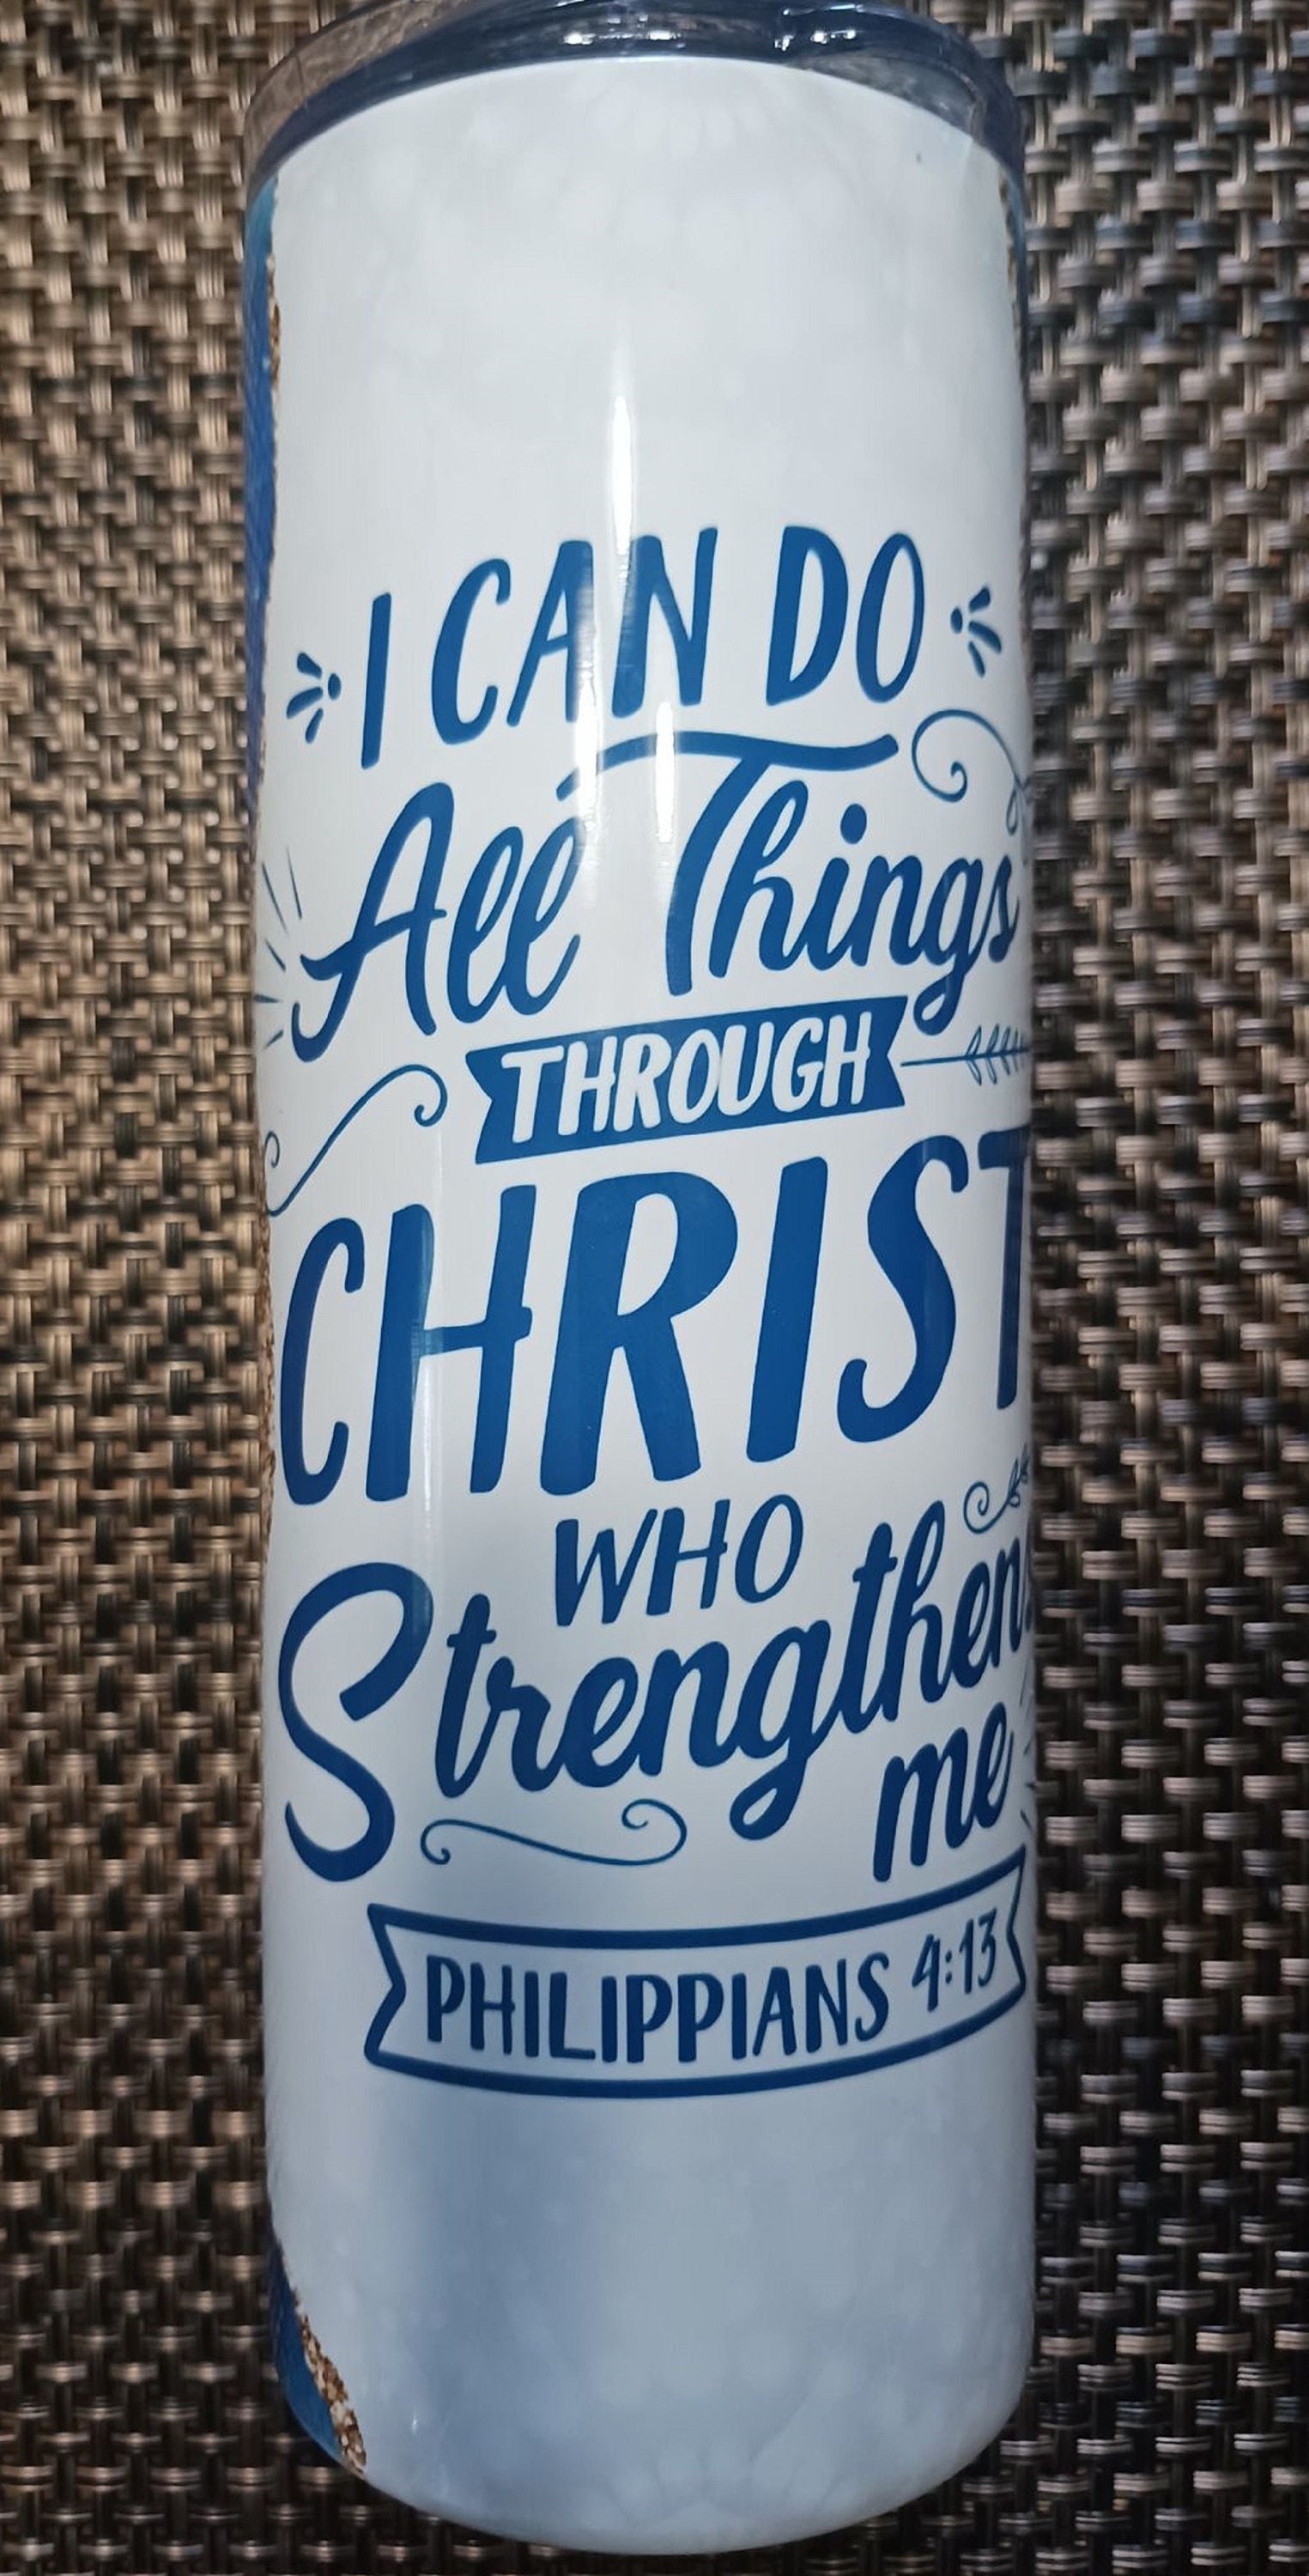 I CAN DO
All Things
THROUGH
CHRIST
WHO
Strengthens
me
PHILIPPIANS 4:13